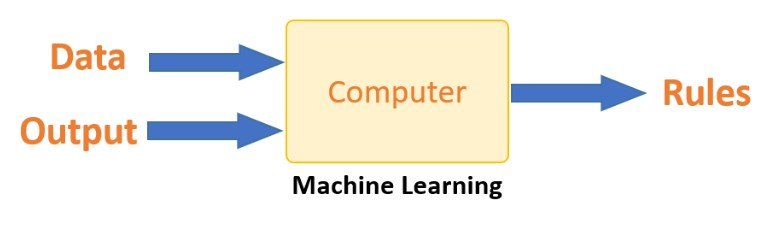 Data
Output
Computer
Rules
Machine Learning